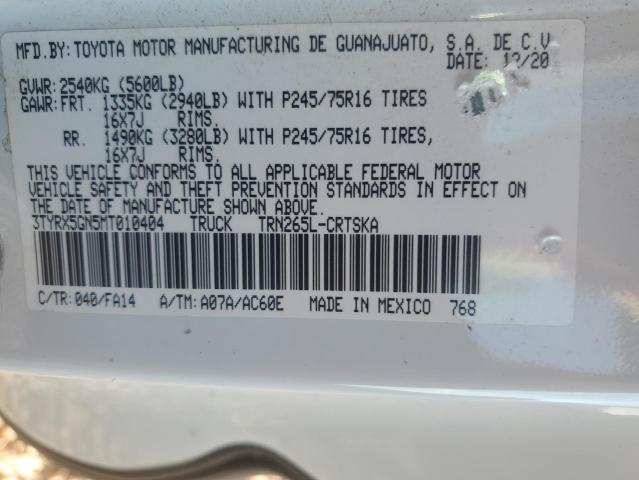 MFD.BY: TOYOTA MOTOR MANUFACTURING DE GUANAJUATO, S.A. DE C.V
DATE: 12/20
GVWR: 2540KG (5600LB)
GAWR: FRT. 1335KG (2940LB) WITH P245/75R16 TIRES
16X7J RIMS.
RR. 1490KG (3280LB) WITH P245/75R16 TIRES,
16X7J RIMS.
THIS VEHICLE CONFORMS TO ALL APPLICABLE FEDERAL MOTOR
VEHICLE SAFETY AND THEFT PREVENTION STANDARDS IN EFFECT ON
THE DATE OF MANUFACTURE SHOWN ABOVE.
3TYRX5GN5MT010404 TRUCK TRN265L-CRTSKA
C/TR: 040/FA14 A/TM: A07A/AC60E MADE IN MEXICO 768